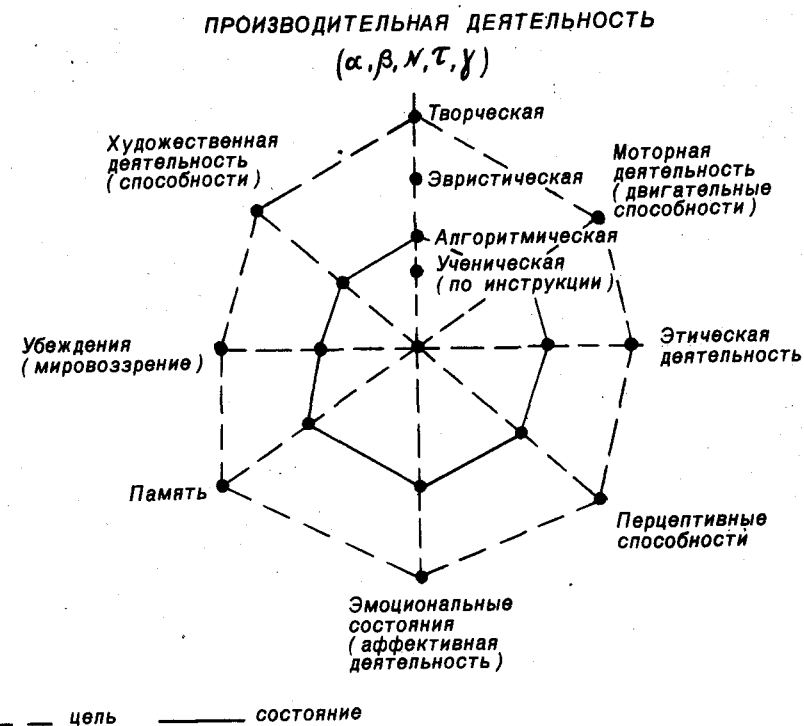 ПРОИЗВОДИТЕЛЬНАЯ ДЕЯТЕЛЬНОСТЬ
(α, β, N, τ, γ)
Творческая
Художественная
деятельность
(способности)
Моторная
деятельность
(двигательные
способности)
Эвристическая
Алгоритмическая
Ученическая
(по инструкции)
Убеждения
(мировоззрение)
Этическая
деятельность
Память
Перцептивные
способности
Эмоциональные
состояния
(аффективная
деятельность)
цель
состояние